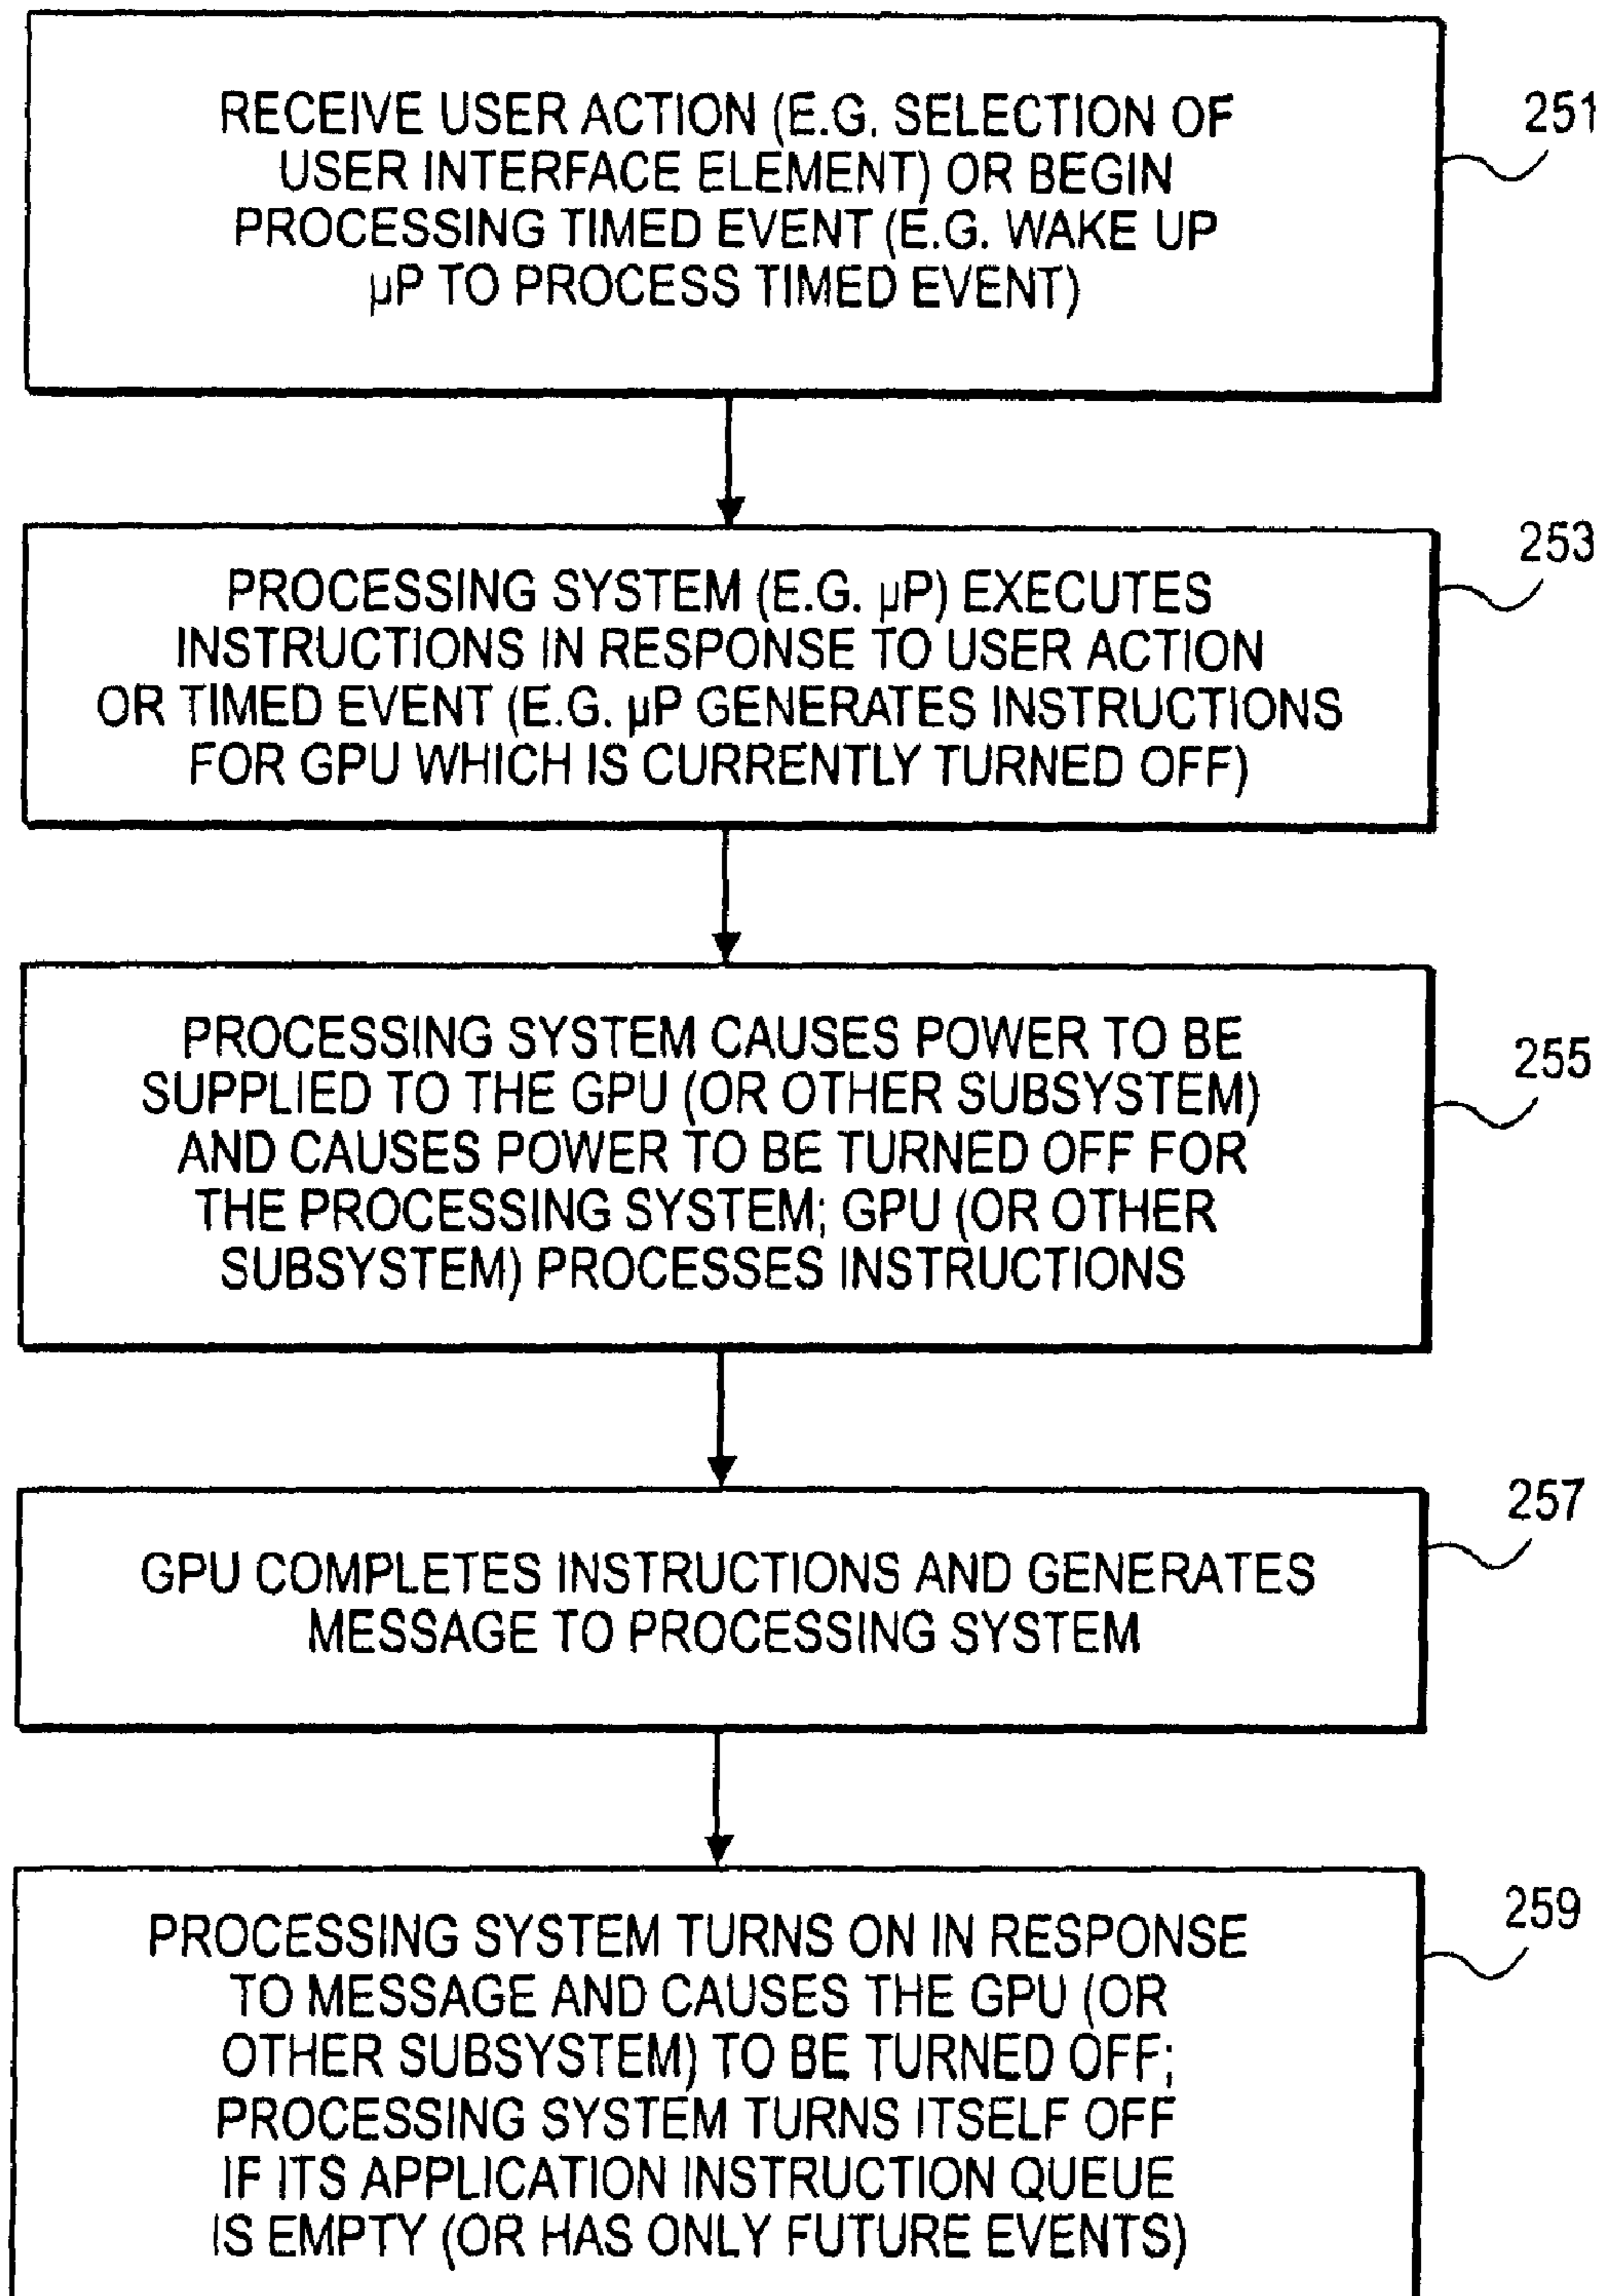 RECEIVE USER ACTION (E.G. SELECTION OF
USER INTERFACE ELEMENT) OR BEGIN
PROCESSING TIMED EVENT (E.G. WAKE UP
µP TO PROCESS TIMED EVENT)
251
PROCESSING SYSTEM (E.G. µP) EXECUTES
INSTRUCTIONS IN RESPONSE TO USER ACTION
OR TIMED EVENT (E.G. µP GENERATES INSTRUCTIONS
FOR GPU WHICH IS CURRENTLY TURNED OFF)
253
PROCESSING SYSTEM CAUSES POWER TO BE
SUPPLIED TO THE GPU (OR OTHER SUBSYSTEM)
AND CAUSES POWER TO BE TURNED OFF FOR
THE PROCESSING SYSTEM; GPU (OR OTHER
SUBSYSTEM) PROCESSES INSTRUCTIONS
255
GPU COMPLETES INSTRUCTIONS AND GENERATES
MESSAGE TO PROCESSING SYSTEM
257
PROCESSING SYSTEM TURNS ON IN RESPONSE
TO MESSAGE AND CAUSES THE GPU (OR
OTHER SUBSYSTEM) TO BE TURNED OFF;
PROCESSING SYSTEM TURNS ITSELF OFF
IF ITS APPLICATION INSTRUCTION QUEUE
IS EMPTY (OR HAS ONLY FUTURE EVENTS)
259